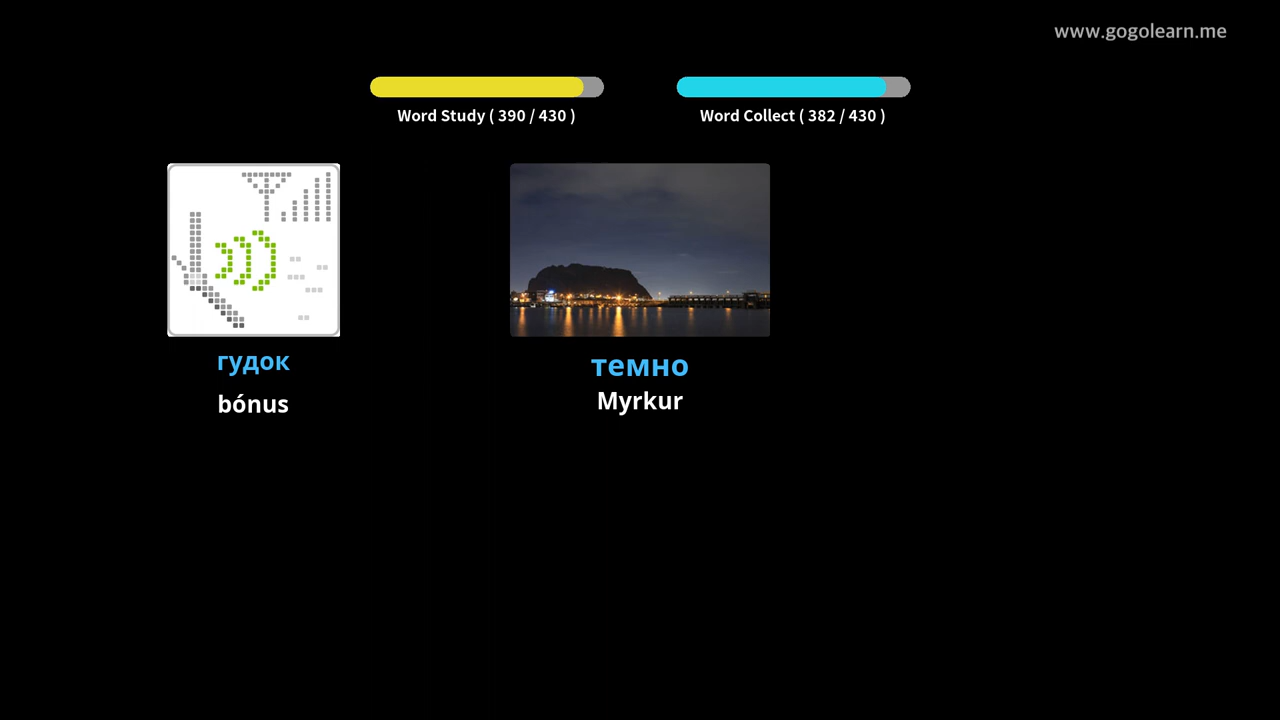 www.gogolearn.me
Word Study ( 390 / 430 )
Word Collect ( 382 / 430 )
гудок
bónus
темно
Myrkur